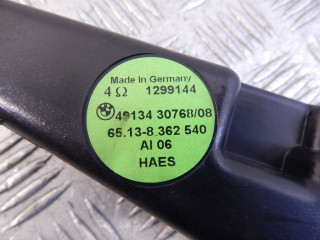 Made In Germany
4 Ω 1299144
49134 30768/08
65.13-8 362 540
AI 06
HAES